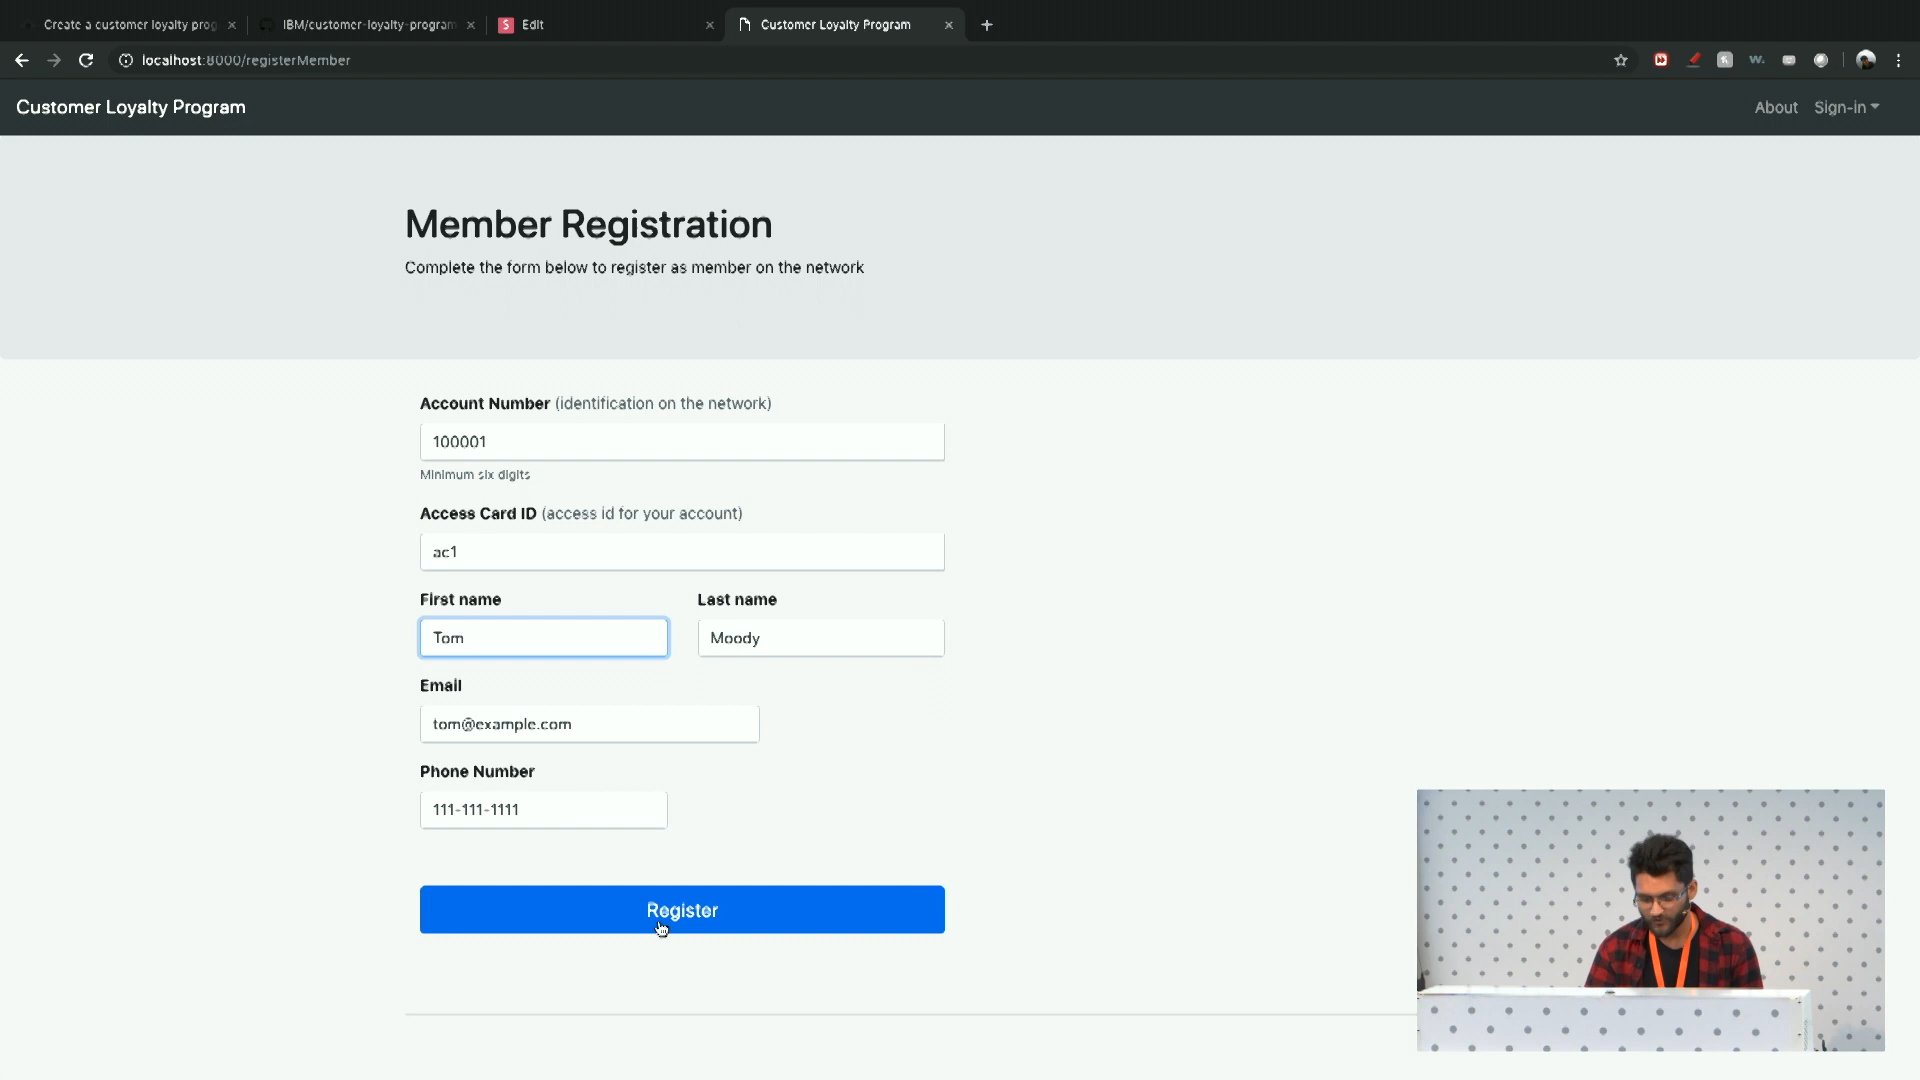 Create a customer loyalty prog
IBM/customer-loyalty-program
S Edit
Customer Loyalty Program
localhost:8000/registerMember
Customer Loyalty Program
About Sign-in
Member Registration
Complete the form below to register as member on the network
Account Number (identification on the network)
100001
Minimum six digits
Access Card ID (access id for your account)
ac1
First name Last name
Tom Moody
Email
tom@example.com
Phone Number
111-111-1111
Register